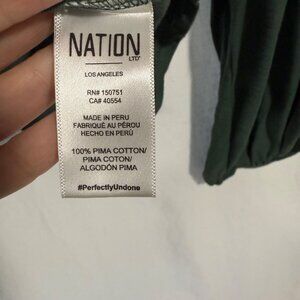 NATION
LTD
LOS ANGELES
RN# 150751
CA# 40554
MADE IN PERU
FABRIQUÉ AU PÉROU
HECHO EN PERÚ
100% PIMA COTTON/
PIMA COTON/
ALGODÓN PIMA
#PerfectlyUndone